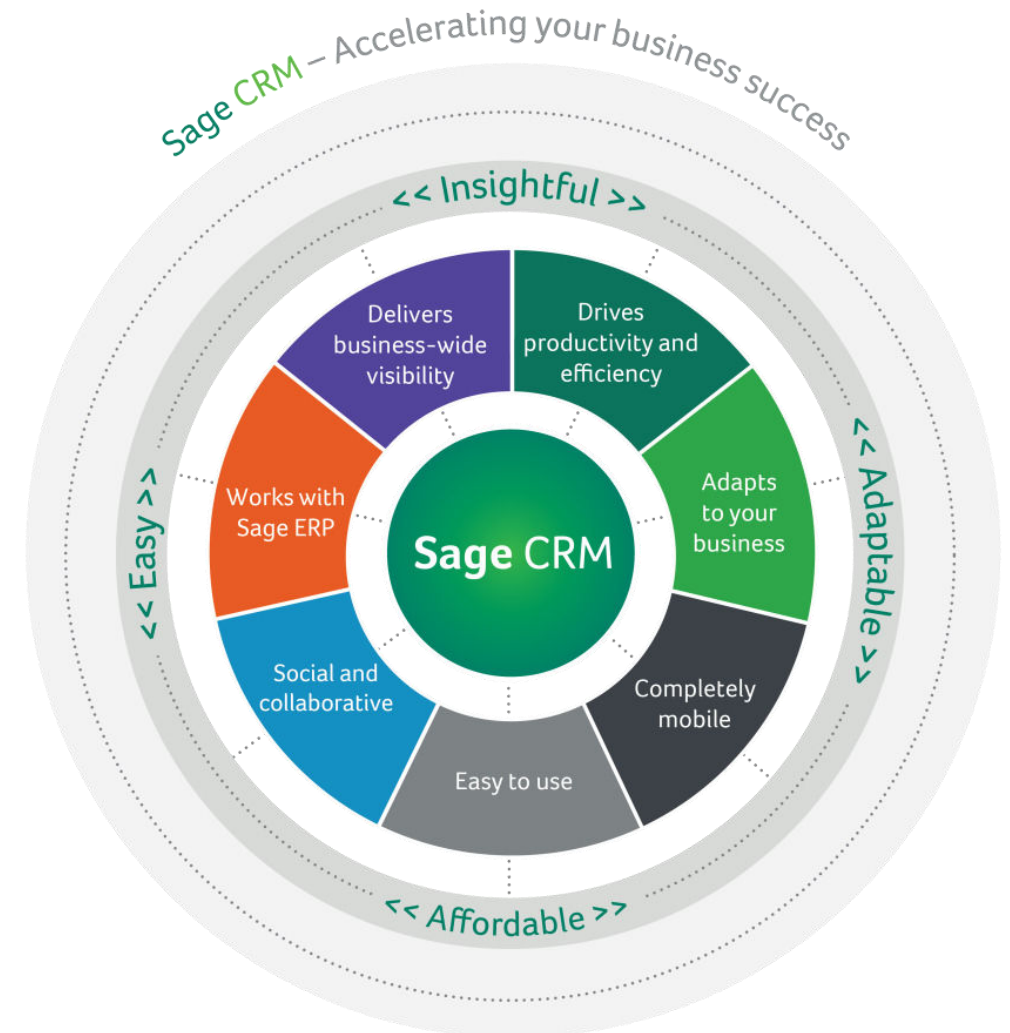 Sage CRM – Accelerating your business success
<< Insightful >>
<< Adaptable >>
<< Affordable >>
<< Easy >>
Delivers
business-wide
visibility
Drives
productivity and
efficiency
Adapts
to your
business
Completely
mobile
Easy to use
Social and
collaborative
Works with
Sage ERP
Sage CRM